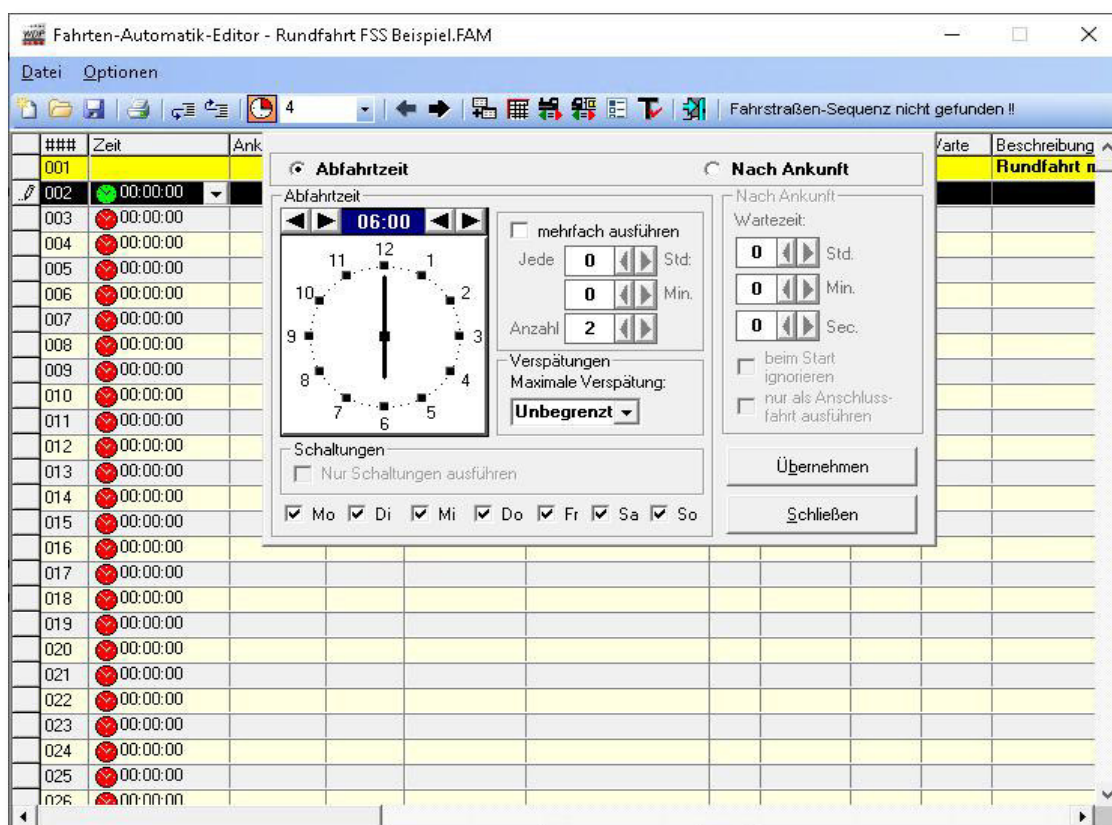 Fahrten-Automatik-Editor - Rundfahrt FSS Beispiel.FAM
Datei Optionen
4 Fahrstraßen-Sequenz nicht gefunden !!
### Zeit Ank /arte Beschreibung
001 Rundfahrt
002 00:00:00
003 00:00:00
004 00:00:00
005 00:00:00
006 00:00:00
007 00:00:00
008 00:00:00
009 00:00:00
010 00:00:00
011 00:00:00
012 00:00:00
013 00:00:00
014 00:00:00
015 00:00:00
016 00:00:00
017 00:00:00
018 00:00:00
019 00:00:00
020 00:00:00
021 00:00:00
022 00:00:00
023 00:00:00
024 00:00:00
025 00:00:00
026 00:00:00
Abfahrtzeit Nach Ankunft
Abfahrtzeit
06:00
12
11 1
10 2
9 3
8 4
7 5
6
mehrfach ausführen
Jede 0 Std:
0 Min.
Anzahl 2
Verspätungen
Maximale Verspätung:
Unbegrenzt
Schaltungen
Nur Schaltungen ausführen
Mo Di Mi Do Fr Sa So
Nach Ankunft
Wartezeit:
0 Std.
0 Min.
0 Sec.
beim Start
ignorieren
nur als Anschluss-
fahrt ausführen
Übernehmen
Schließen